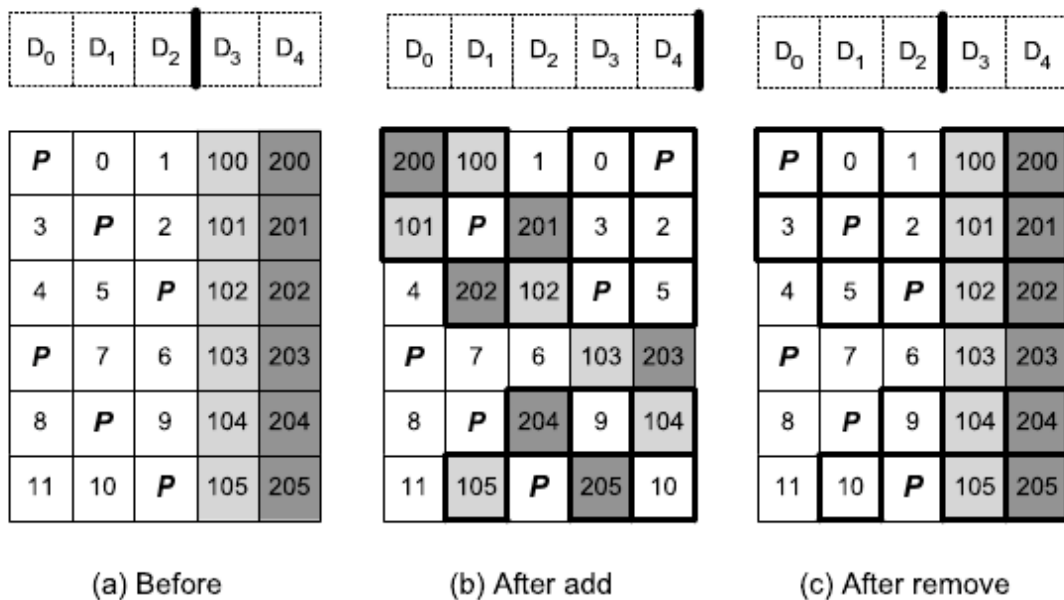 D0 D1 D2 D3 D4 D0 D1 D2 D3 D4 D0 D1 D2 D3 D4
P 0 1 100 200 200 100 1 0 P P 0 1 100 200
3 P 2 101 201 101 P 201 3 2 3 P 2 101 201
4 5 P 102 202 4 202 102 P 5 4 5 P 102 202
P 7 6 103 203 P 7 6 103 203 P 7 6 103 203
8 P 9 104 204 8 P 204 9 104 8 P 9 104 204
11 10 P 105 205 11 105 P 205 10 11 10 P 105 205
(a) Before (b) After add (c) After remove